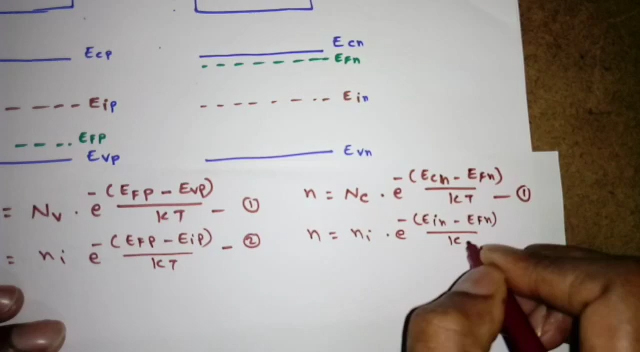 Ecp
Ecn
EFn
Eip
Ein
EFp
Evp
Evn
= Nv · e^-(EFp - Evp)/KT - ①
n = Nc · e^-(Ecn - EFn)/KT - ①
= ni e^-(EFp - Eip)/KT - ②
n = ni · e^-(Ein - EFn)/K